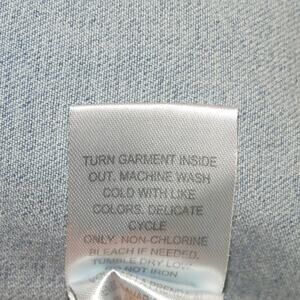 TURN GARMENT INSIDE
OUT. MACHINE WASH
COLD WITH LIKE
COLORS. DELICATE
CYCLE
ONLY. NON-CHLORINE
BLEACH IF NEEDED.
TUMBLE DRY LOW
NOT IRON